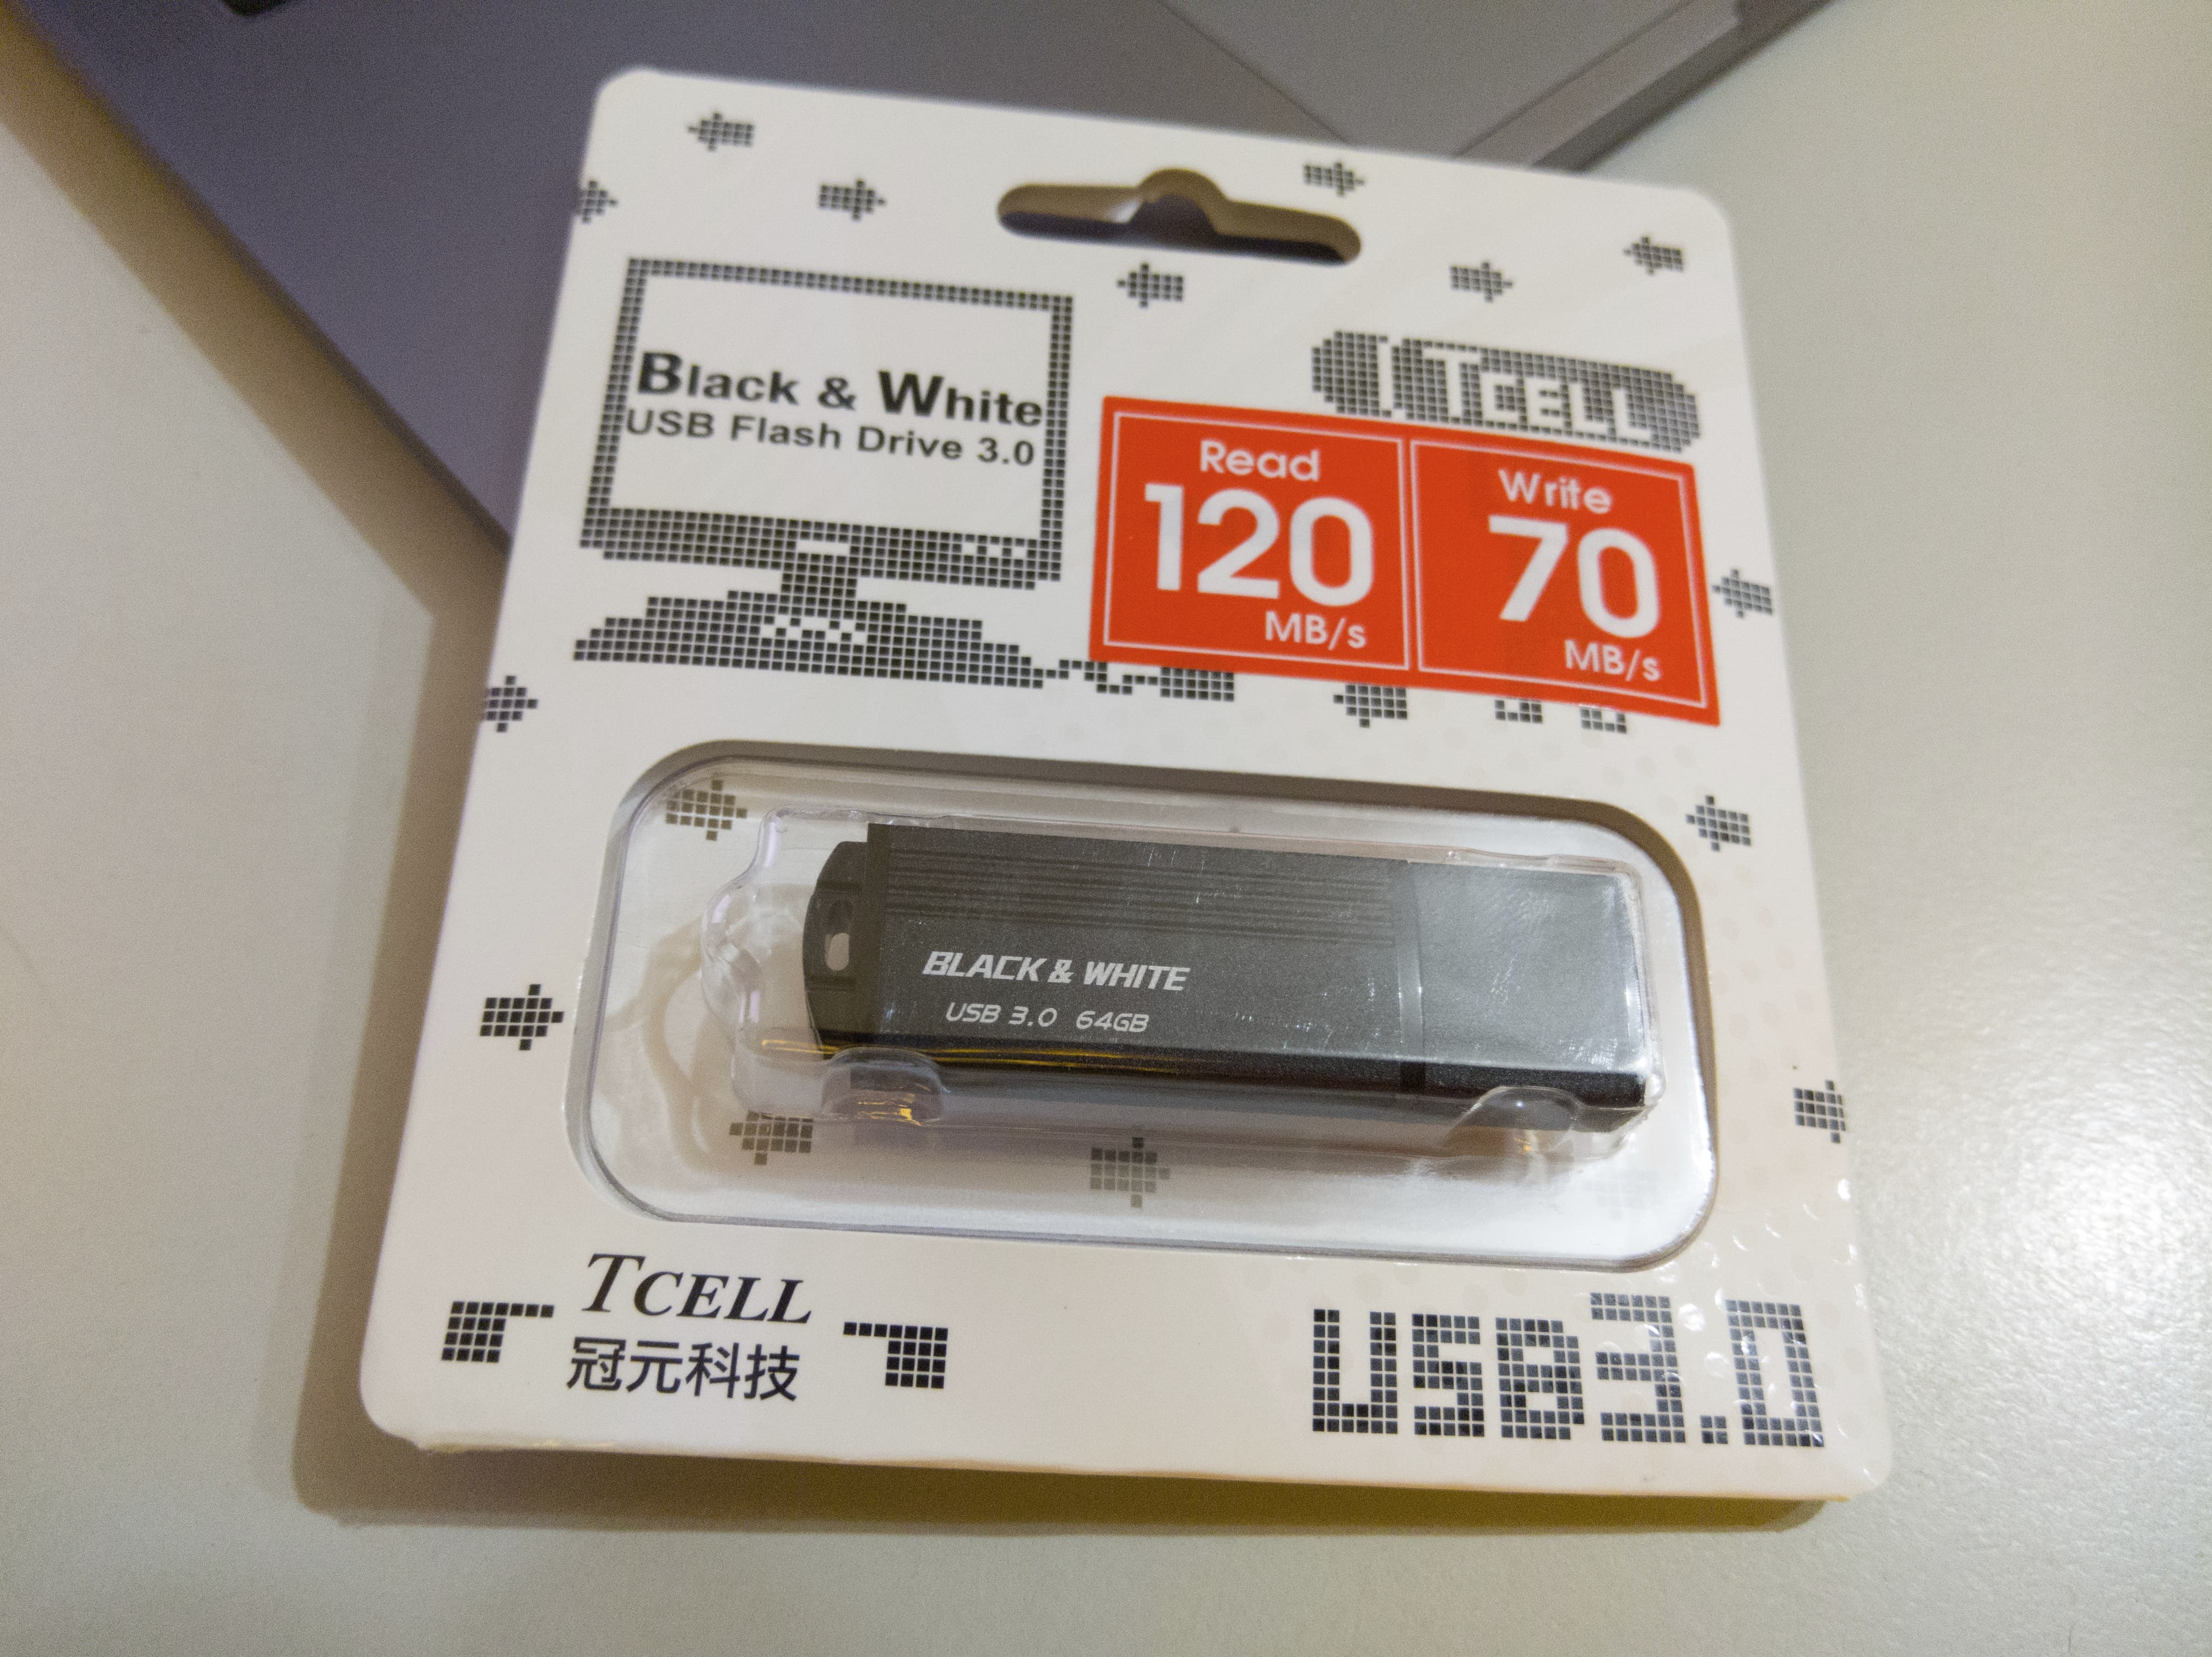 Black & White
USB Flash Drive 3.0
TCELL
Read
120
MB/s
Write
70
MB/s
BLACK & WHITE
USB 3.0 64GB
TCELL
冠元科技
USB3.0